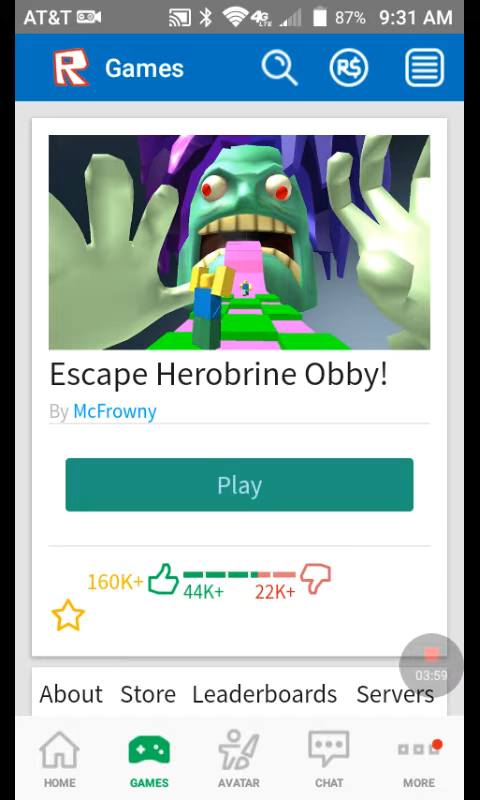 AT&T 4G LTE 87% 9:31 AM
R Games R$
Escape Herobrine Obby!
By McFrowny
Play
160K+ 44K+ 22K+
03:59
About Store Leaderboards Servers
HOME GAMES AVATAR CHAT MORE